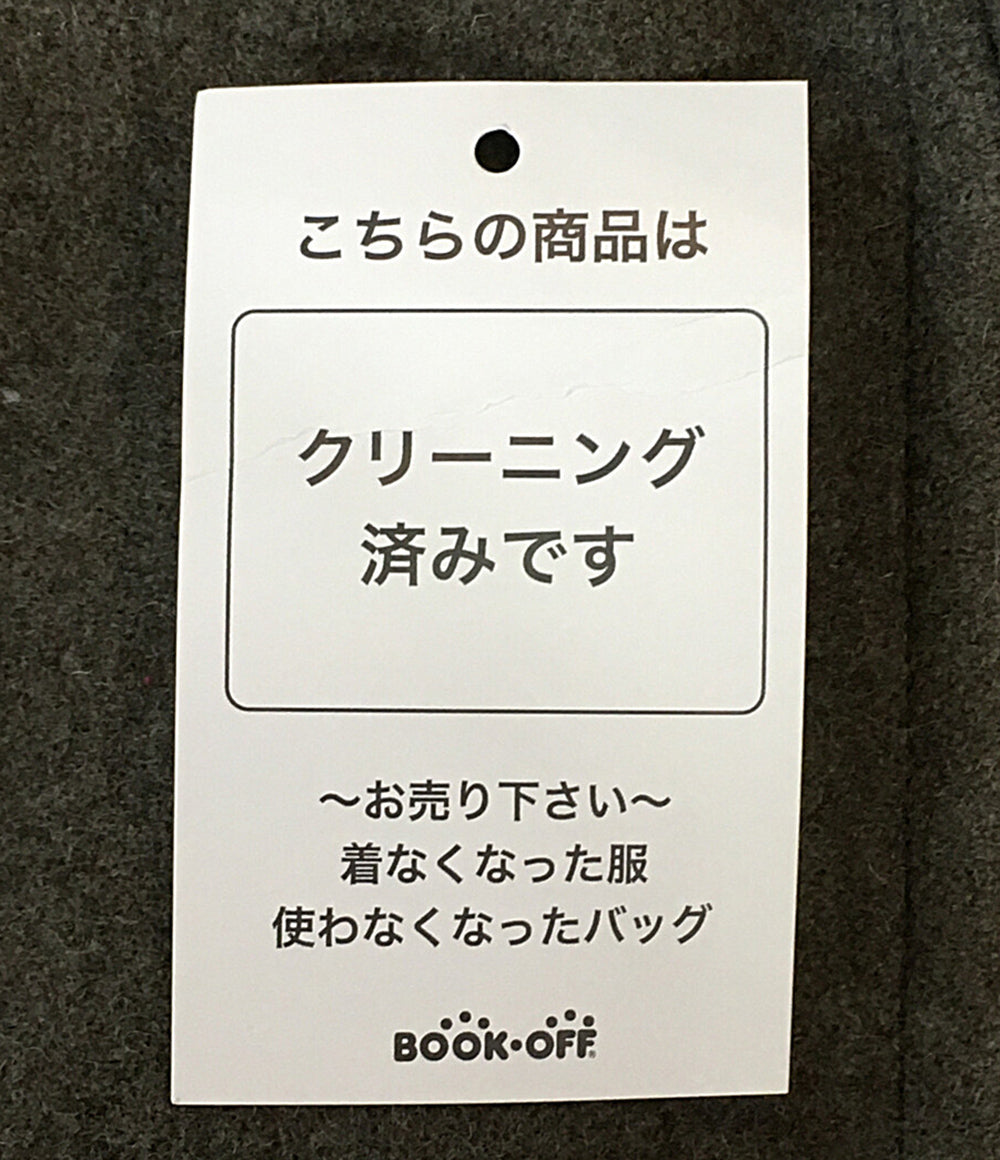 こちらの商品は
クリーニング
済みです
〜お売り下さい〜
着なくなった服
使わなくなったバッグ
BOOK・OFF®